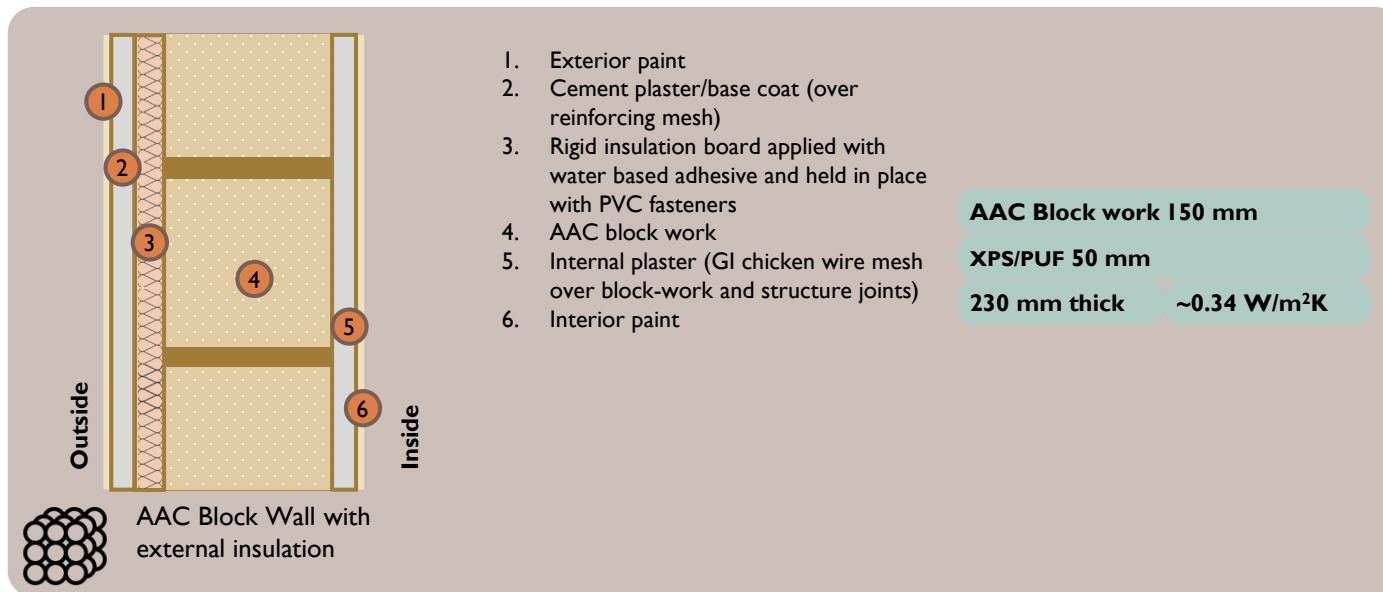 1. Exterior paint
2. Cement plaster/base coat (over
reinforcing mesh)
3. Rigid insulation board applied with
water based adhesive and held in place
with PVC fasteners
4. AAC block work
5. Internal plaster (GI chicken wire mesh
over block-work and structure joints)
6. Interior paint
1
2
3
4
5
6
Outside
Inside
AAC Block Wall with
external insulation
AAC Block work 150 mm
XPS/PUF 50 mm
230 mm thick
~0.34 W/m²K